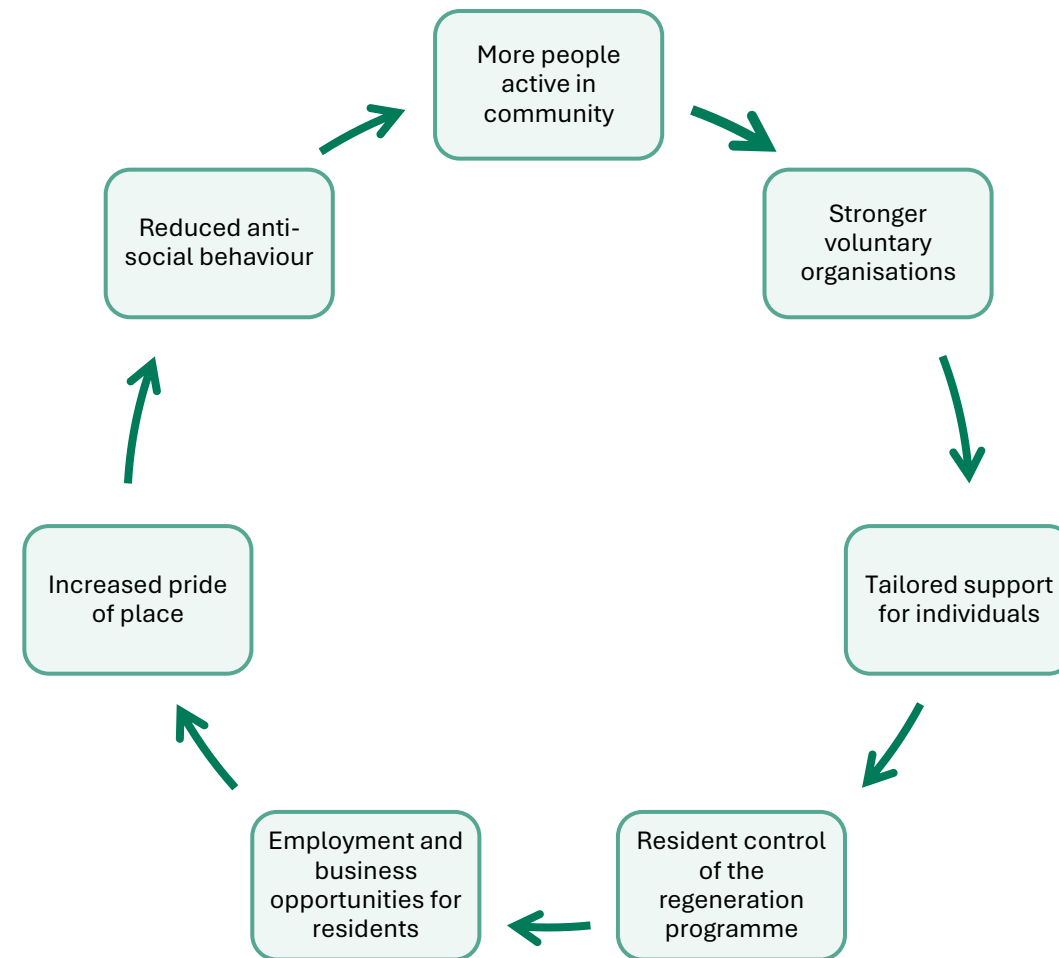 More people
active in
community
Stronger
voluntary
organisations
Tailored support
for individuals
Resident control
of the
regeneration
programme
Employment and
business
opportunities for
residents
Increased pride
of place
Reduced anti-
social behaviour